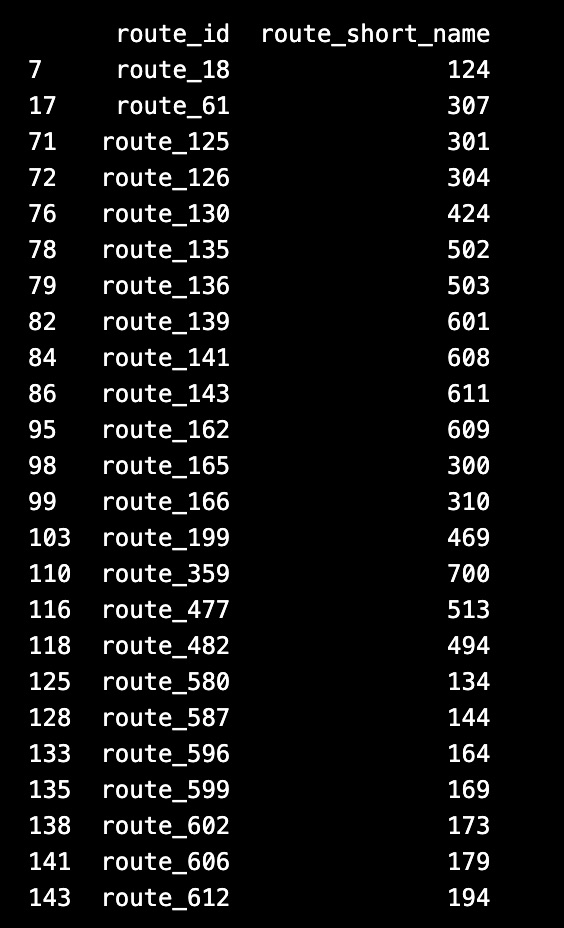 route_id route_short_name
7 route_18 124
17 route_61 307
71 route_125 301
72 route_126 304
76 route_130 424
78 route_135 502
79 route_136 503
82 route_139 601
84 route_141 608
86 route_143 611
95 route_162 609
98 route_165 300
99 route_166 310
103 route_199 469
110 route_359 700
116 route_477 513
118 route_482 494
125 route_580 134
128 route_587 144
133 route_596 164
135 route_599 169
138 route_602 173
141 route_606 179
143 route_612 194